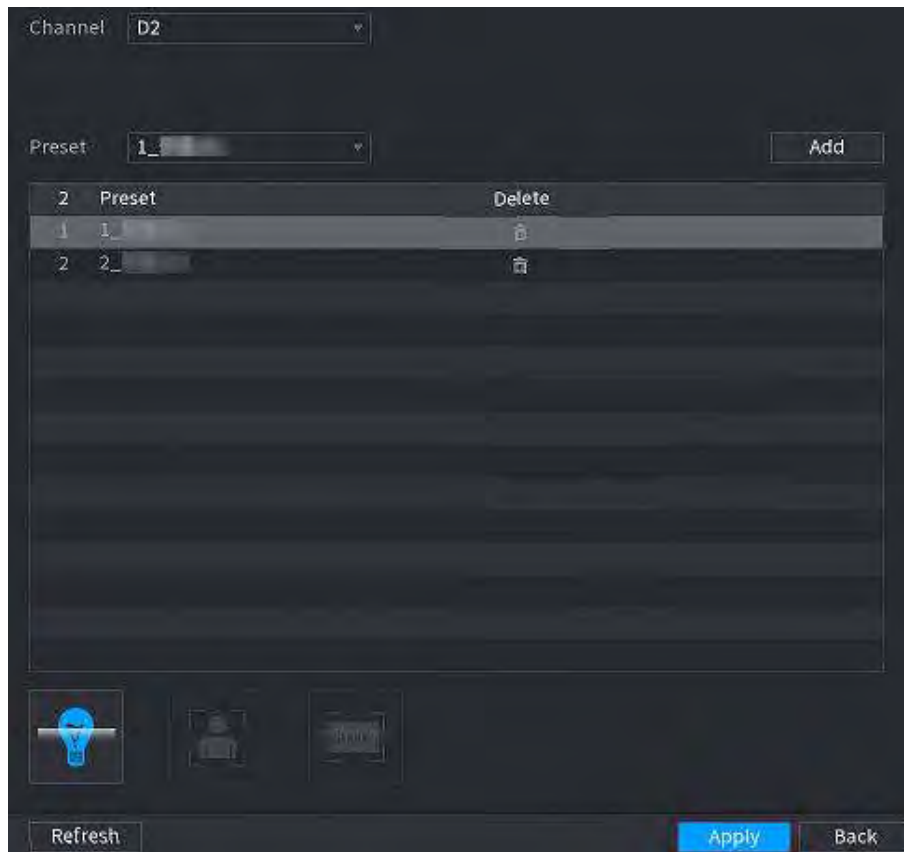 Channel D2
Preset 1_
Add
2 Preset Delete
1 1_
2 2_
Refresh Apply Back